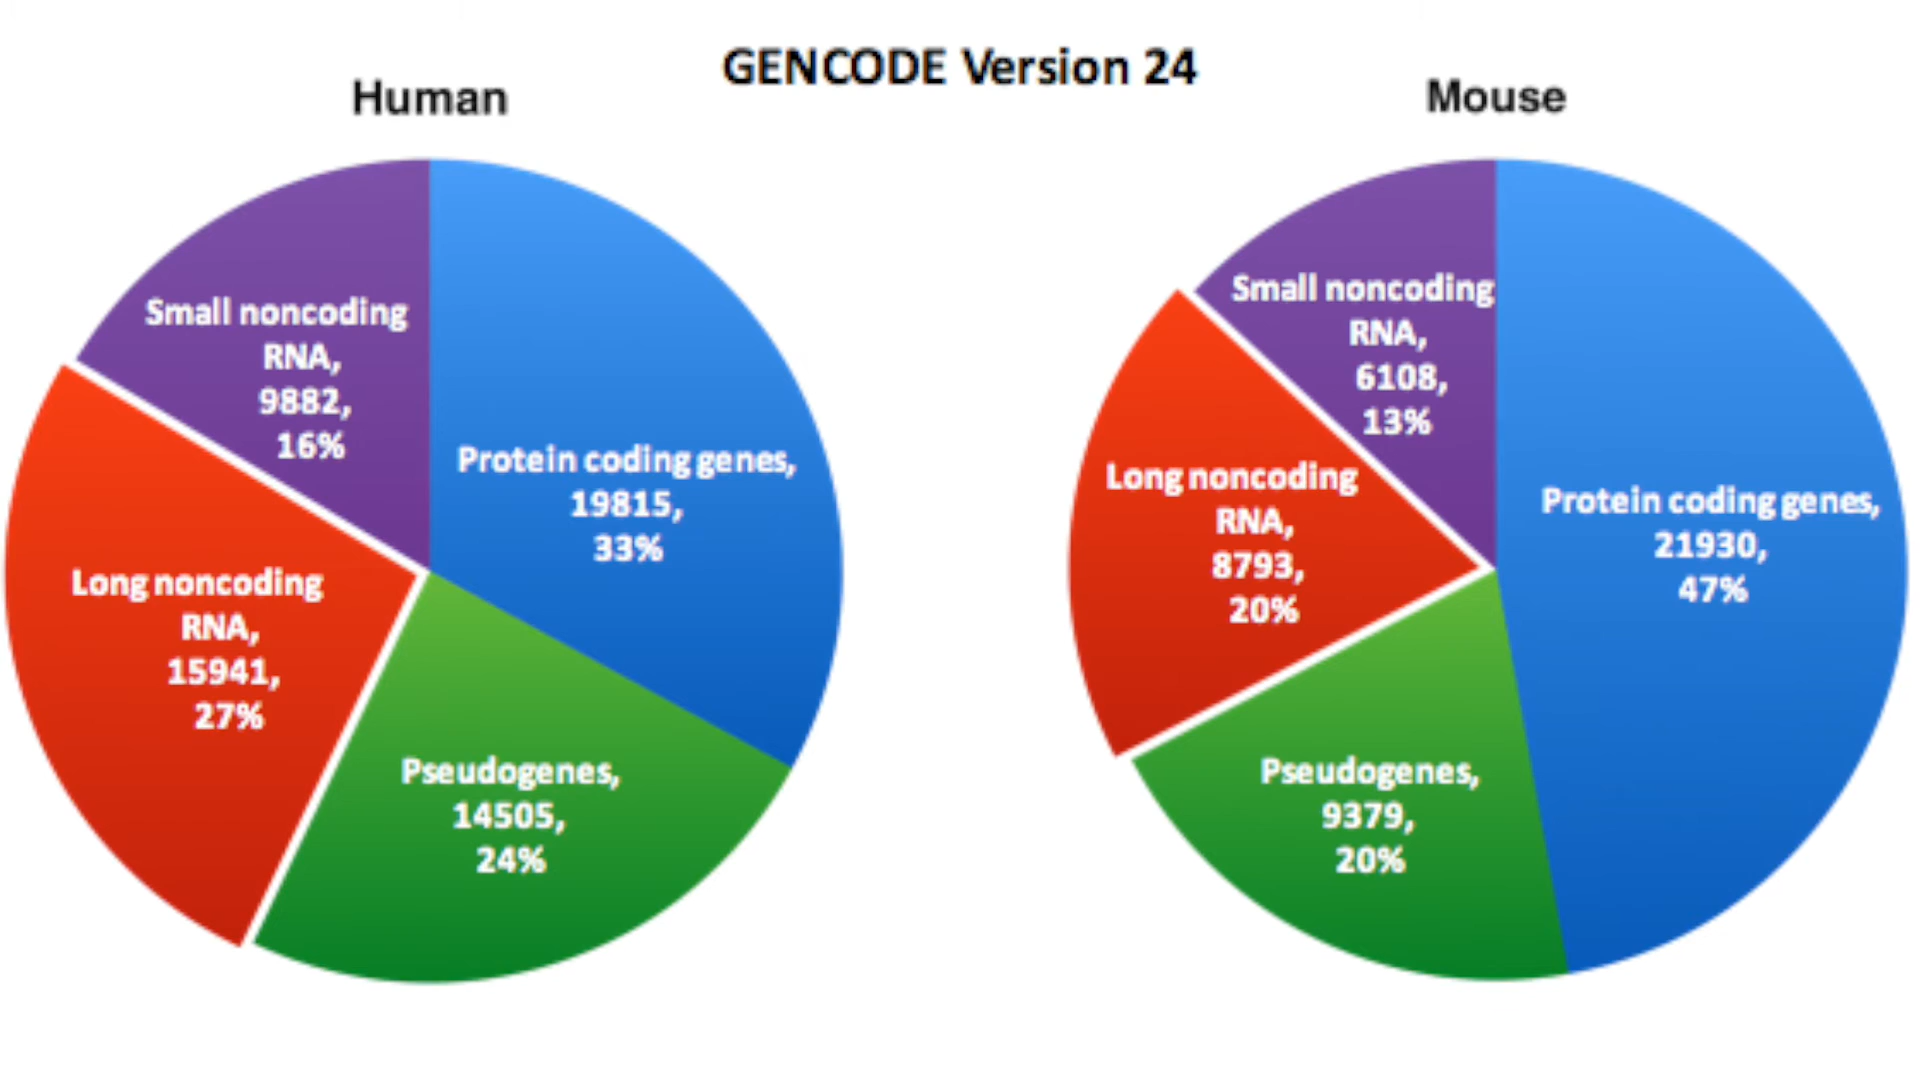 GENCODE Version 24
Human
Small noncoding
RNA,
9882,
16%
Protein coding genes,
19815,
33%
Long noncoding
RNA,
15941,
27%
Pseudogenes,
14505,
24%
Mouse
Small noncoding
RNA,
6108,
13%
Long noncoding
RNA,
8793,
20%
Protein coding genes,
21930,
47%
Pseudogenes,
9379,
20%